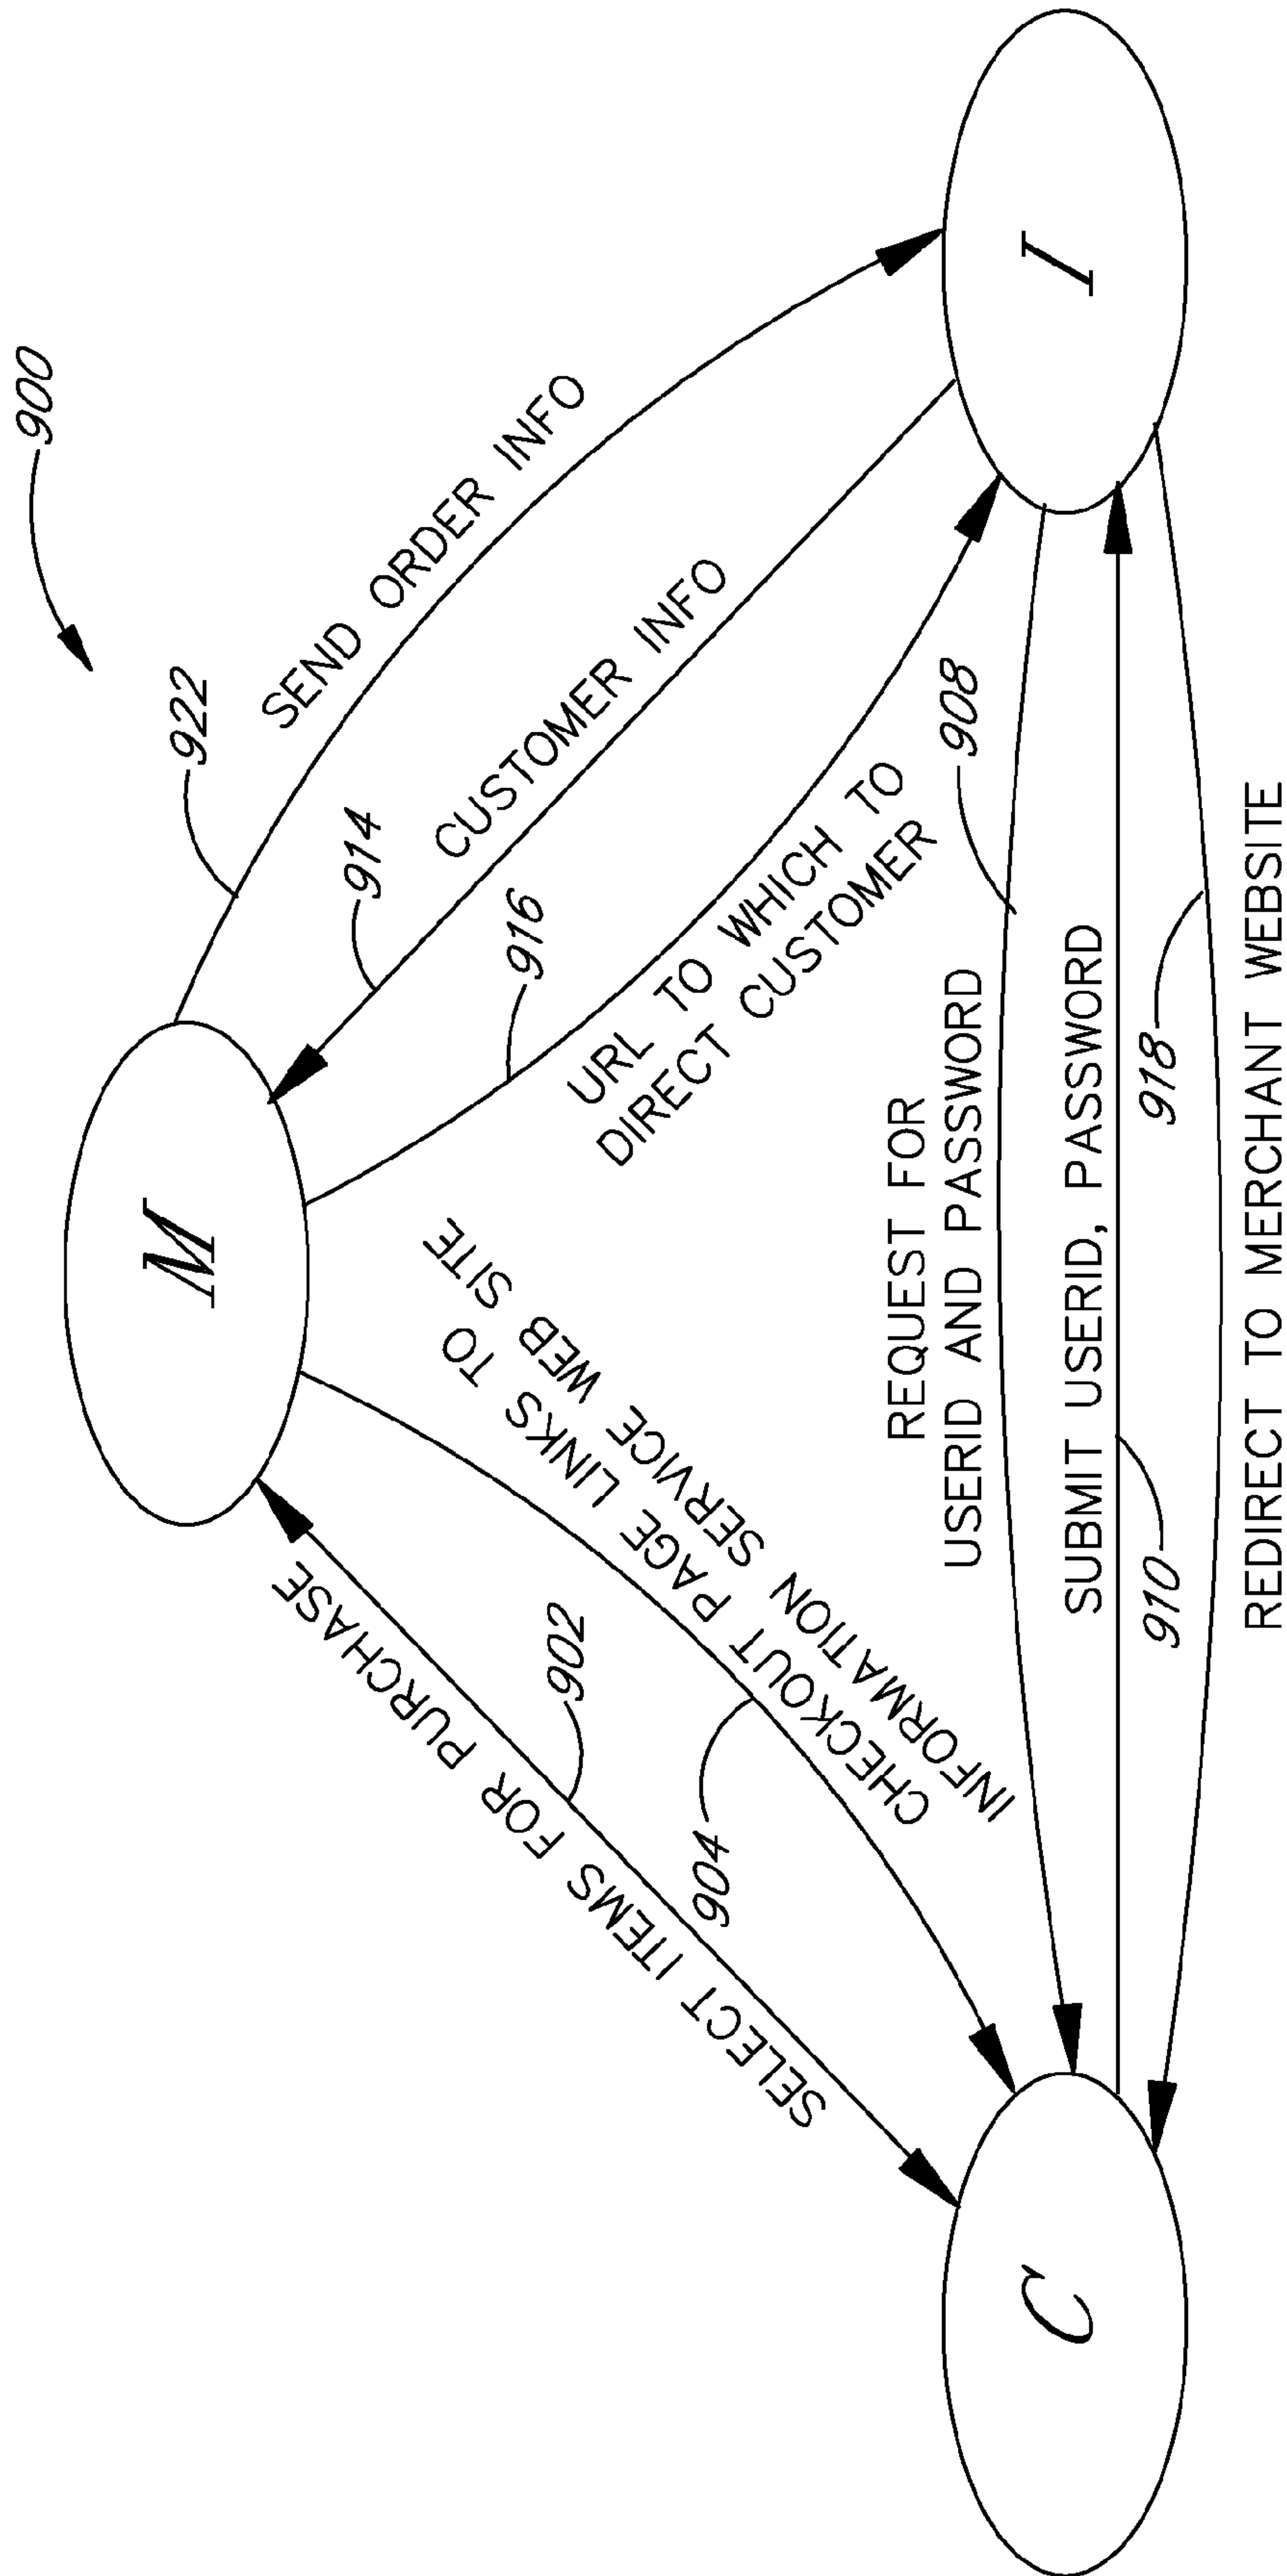 900
M
922
SEND ORDER INFO
914
CUSTOMER INFO
916
URL TO WHICH TO
DIRECT CUSTOMER
SELECT ITEMS FOR PURCHASE
902
904
CHECKOUT PAGE LINKS TO
INFORMATION SERVICE WEB SITE
908
REQUEST FOR
USERID AND PASSWORD
C
I
SUBMIT USERID, PASSWORD
910
918
REDIRECT TO MERCHANT WEBSITE